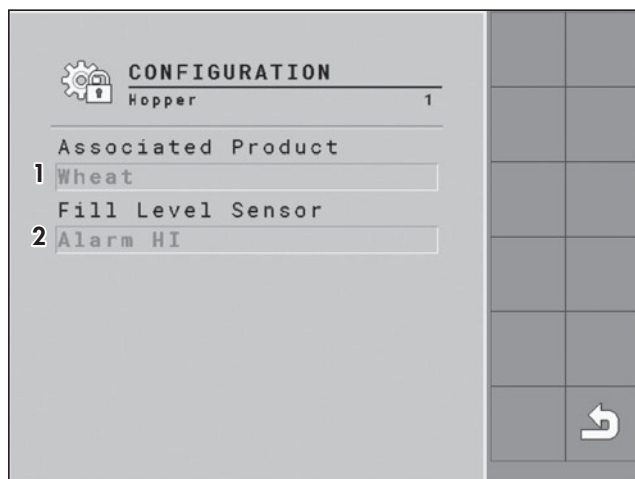 CONFIGURATION
Hopper 1
Associated Product
1 Wheat
Fill Level Sensor
2 Alarm HI